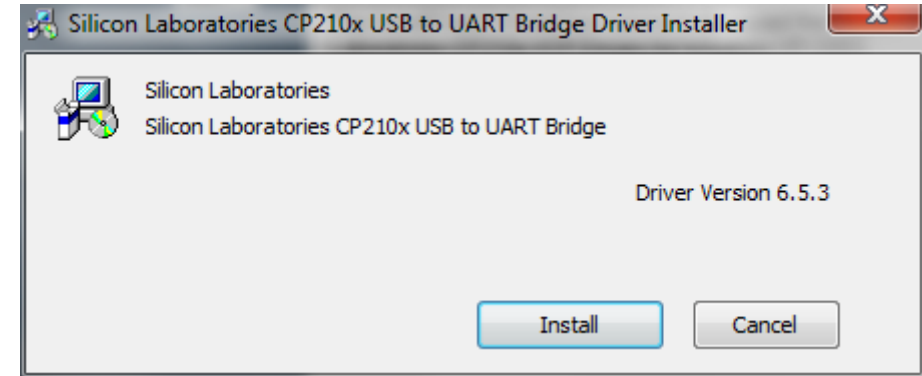 Silicon Laboratories CP210x USB to UART Bridge Driver Installer
Silicon Laboratories
Silicon Laboratories CP210x USB to UART Bridge
Driver Version 6.5.3
Install Cancel